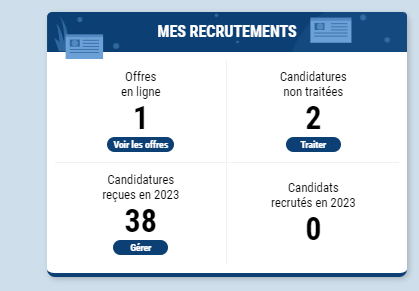 MES RECRUTEMENTS
Offres
en ligne
1
Voir les offres
Candidatures
non traitées
2
Traiter
Candidatures
reçues en 2023
38
Gérer
Candidats
recrutés en 2023
0